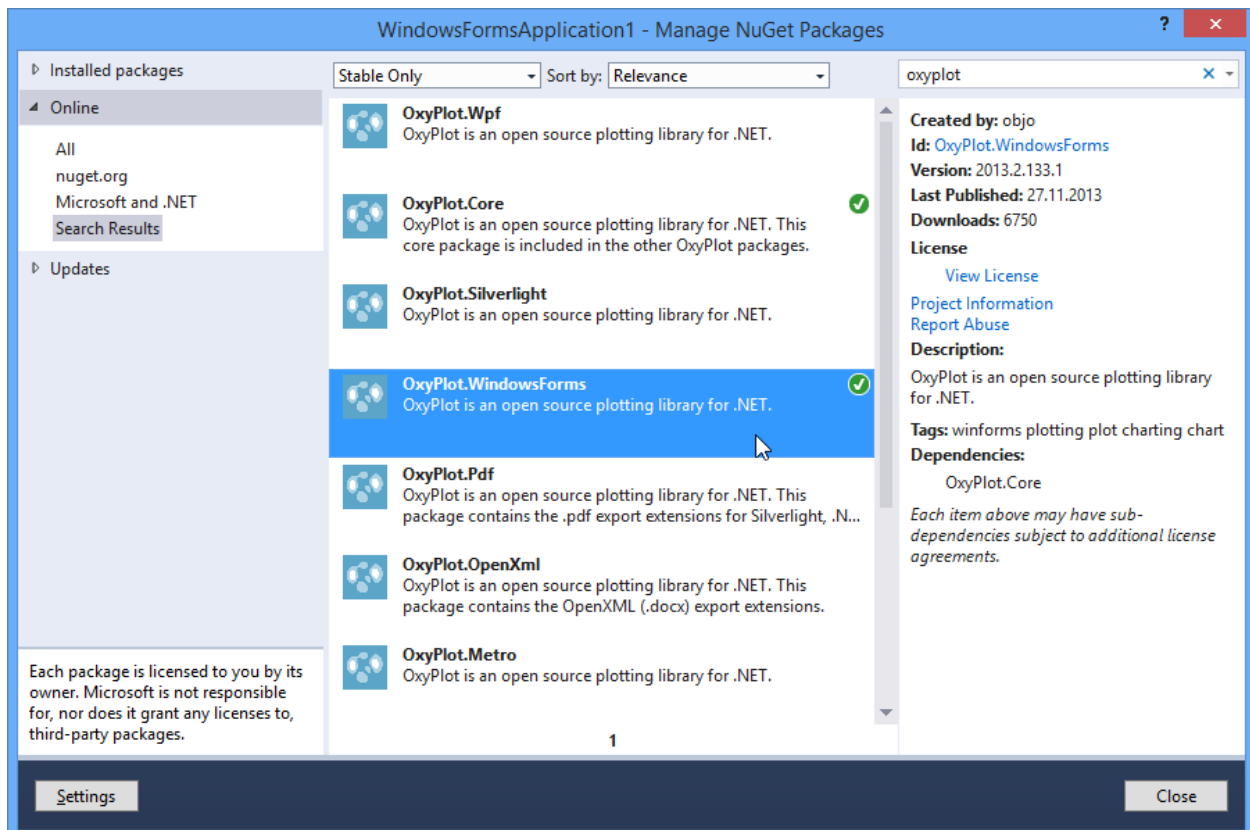 WindowsFormsApplication1 - Manage NuGet Packages
Installed packages
Online
All
nuget.org
Microsoft and .NET
Search Results
Updates
Each package is licensed to you by its
owner. Microsoft is not responsible
for, nor does it grant any licenses to,
third-party packages.
Stable Only
Sort by: Relevance
OxyPlot.Wpf
OxyPlot is an open source plotting library for .NET.
OxyPlot.Core
OxyPlot is an open source plotting library for .NET. This
core package is included in the other OxyPlot packages.
OxyPlot.Silverlight
OxyPlot is an open source plotting library for .NET.
OxyPlot.WindowsForms
OxyPlot is an open source plotting library for .NET.
OxyPlot.Pdf
OxyPlot is an open source plotting library for .NET. This
package contains the .pdf export extensions for Silverlight, .N...
OxyPlot.OpenXml
OxyPlot is an open source plotting library for .NET. This
package contains the OpenXML (.docx) export extensions.
OxyPlot.Metro
OxyPlot is an open source plotting library for .NET.
1
oxyplot
Created by: objo
Id: OxyPlot.WindowsForms
Version: 2013.2.133.1
Last Published: 27.11.2013
Downloads: 6750
License
View License
Project Information
Report Abuse
Description:
OxyPlot is an open source plotting library
for .NET.
Tags: winforms plotting plot charting chart
Dependencies:
OxyPlot.Core
Each item above may have sub-
dependencies subject to additional license
agreements.
Settings
Close